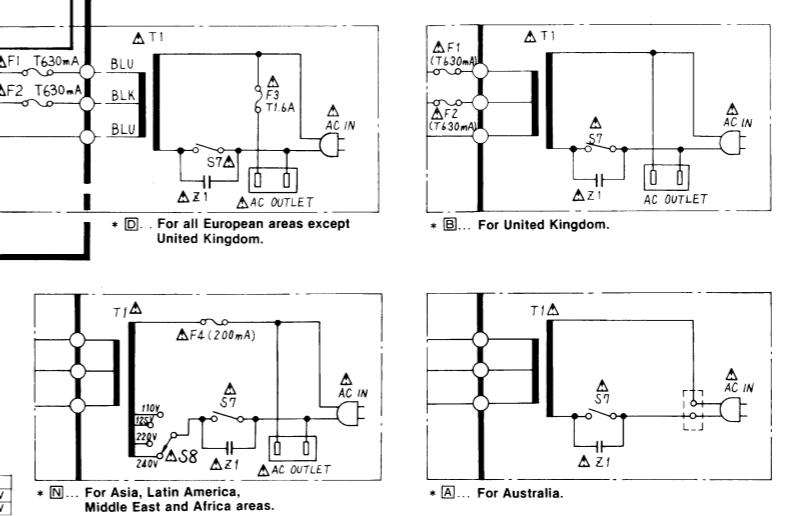 T1
F1 T630mA
BLU
F2 T630mA
BLK
BLU
F3
T1.6A
AC IN
S7
Z1
AC OUTLET
* D.. For all European areas except
United Kingdom.
T1
F1
(T630mA)
F2
(T630mA)
AC IN
S7
Z1
AC OUTLET
* B... For United Kingdom.
T1
F4 (200mA)
AC IN
S7
110V
125V
220V
240V
S8
Z1
AC OUTLET
* N... For Asia, Latin America,
Middle East and Africa areas.
T1
AC IN
S7
Z1
* A... For Australia.
V
V